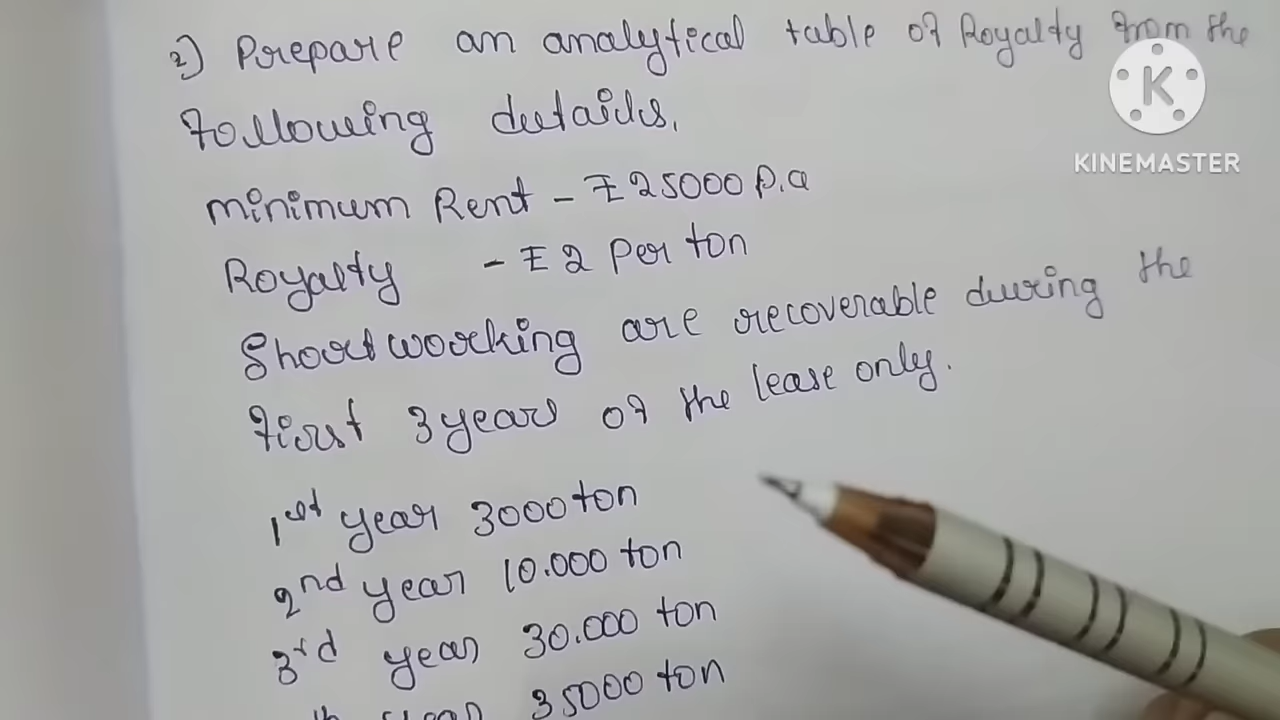 2) Prepare an analytical table of Royalty from the
K
KINEMASTER
following details.
Minimum Rent - ₹25000 P.a
Royalty - ₹2 Per ton
Shortworking are recoverable during the
First 3 years of the lease only.
1st year 3000 ton
2nd year 10.000 ton
3rd year 30.000 ton
th year 35000 ton